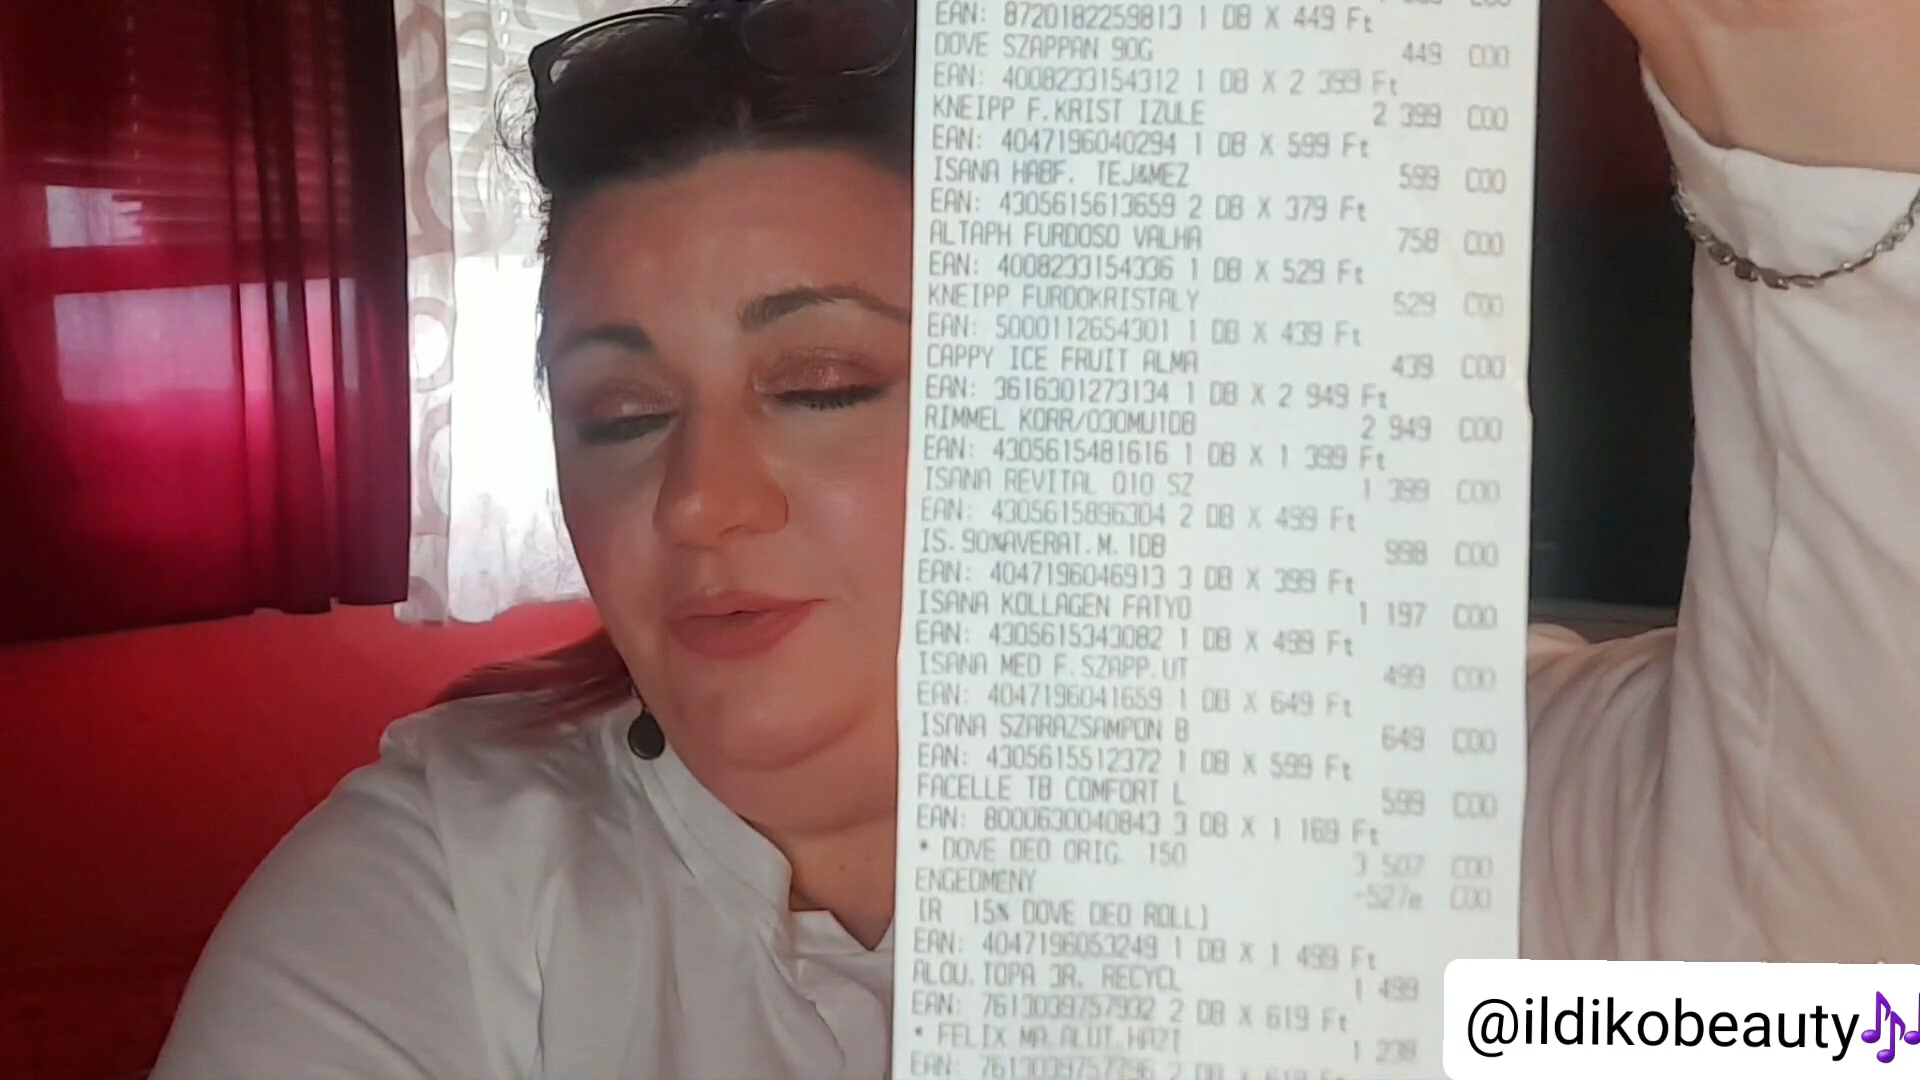 EAN: 8720182259813 1 DB X 449 Ft
DOVE SZAPPAN 90G 449 C00
EAN: 4008233154312 1 DB X 2 399 Ft
KNEIPP F.KRIST IZULE 2 399 C00
EAN: 4047196040294 1 DB X 599 Ft
ISANA HABF. TEJ&MEZ 599 C00
EAN: 4305615613659 2 DB X 379 Ft
ALTAPH FURDOSO VALHA 758 C00
EAN: 4008233154336 1 DB X 529 Ft
KNEIPP FURDOKRISTALY 529 C00
EAN: 5000112654301 1 DB X 439 Ft
CAPPY ICE FRUIT ALMA 439 C00
EAN: 3616301273134 1 DB X 2 949 Ft
RIMMEL KORR/030MU1DB 2 949 C00
EAN: 4305615481616 1 DB X 1 399 Ft
ISANA REVITAL Q10 SZ 1 399 C00
EAN: 4305615896304 2 DB X 499 Ft
IS.90%AVERAT.M.1DB 998 C00
EAN: 4047196046913 3 DB X 399 Ft
ISANA KOLLAGEN FATYO 1 197 C00
EAN: 4305615343082 1 DB X 499 Ft
ISANA MED F.SZAPP.UT 499 C00
EAN: 4047196041659 1 DB X 649 Ft
ISANA SZARAZSAMPON B 649 C00
EAN: 4305615512372 1 DB X 599 Ft
FACELLE TB COMFORT L 599 C00
EAN: 8000630040843 3 DB X 1 169 Ft
* DOVE DEO ORIG. 150 3 507 C00
ENGEDMENY -527e C00
[R 15% DOVE DEO ROLL]
EAN: 4047196053249 1 DB X 1 499 Ft
ALOU.TOPA JR. RECYCL 1 499
EAN: 7613039757932 2 DB X 619 Ft
* FELIX MA.ALUT.HAZI 1 238
EAN: 7613039757796 2 DB X 619 Ft
@ildikobeauty